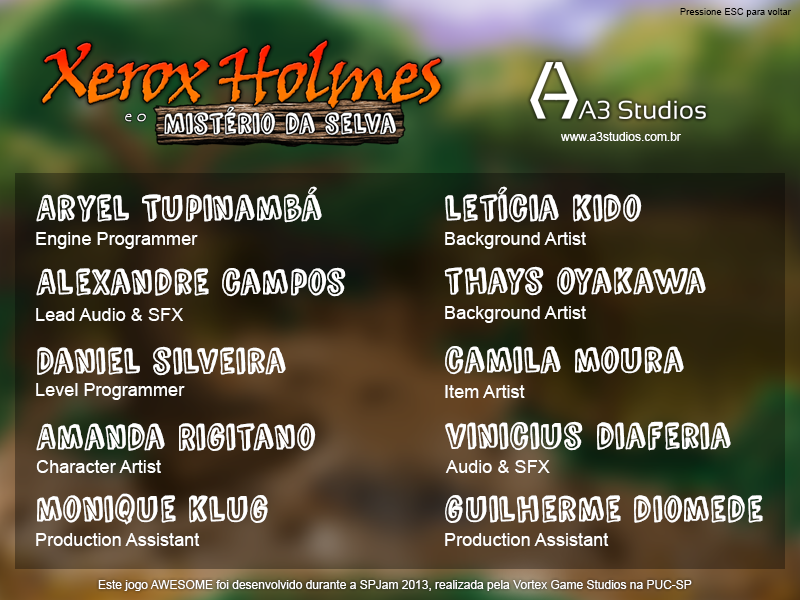 Pressione ESC para voltar
Xerox Holmes
e o MISTÉRIO DA SELVA
A3 Studios
www.a3studios.com.br
ARYEL TUPINAMBÁ
Engine Programmer
LETÍCIA KIDO
Background Artist
ALEXANDRE CAMPOS
Lead Audio & SFX
THAYS OYAKAWA
Background Artist
DANIEL SILVEIRA
Level Programmer
CAMILA MOURA
Item Artist
AMANDA RIGITANO
Character Artist
VINICIUS DIAFERIA
Audio & SFX
MONIQUE KLUG
Production Assistant
GUILHERME DIOMEDE
Production Assistant
Este jogo AWESOME foi desenvolvido durante a SPJam 2013, realizada pela Vortex Game Studios na PUC-SP